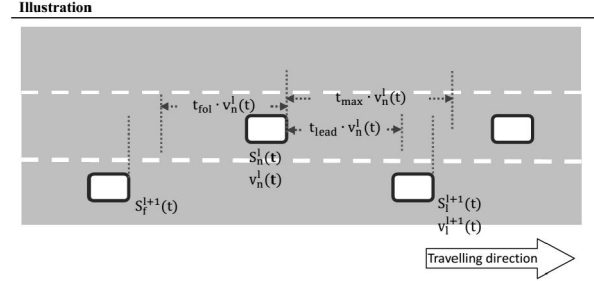 Illustration
t_fol · v_n^l(t)
t_max · v_n^l(t)
t_lead · v_n^l(t)
S_n^l(t)
v_n^l(t)
S_f^{l+1}(t)
S_l^{l+1}(t)
v_l^{l+1}(t)
Travelling direction